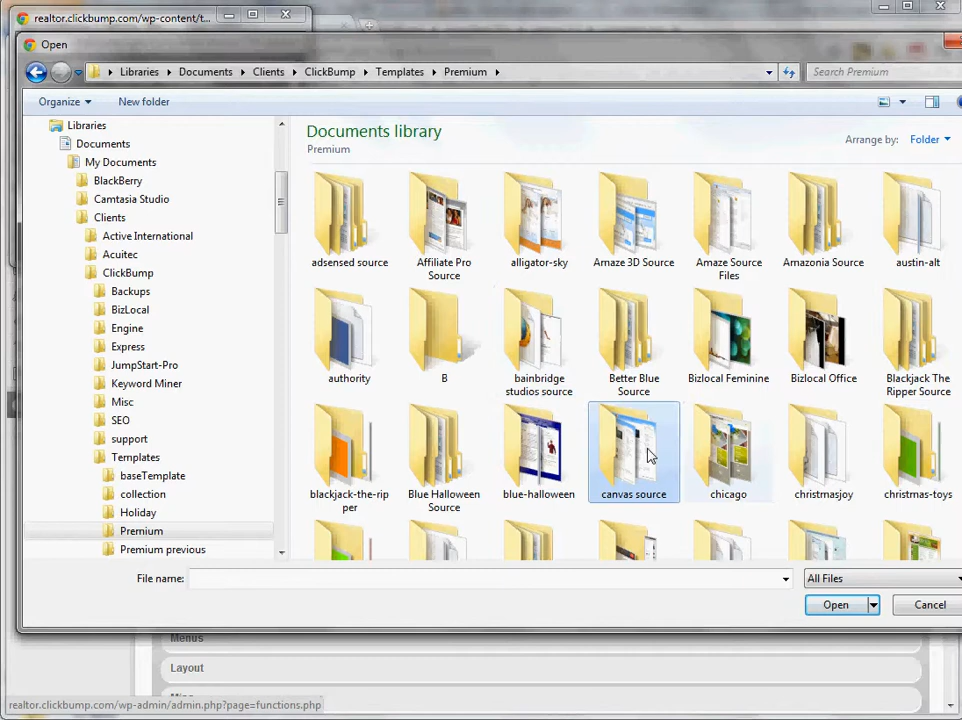 realtor.clickbump.com/wp-content/t...
Open
Libraries
Documents
Clients
ClickBump
Templates
Premium
Search Premium
Organize
New folder
Libraries
Documents
My Documents
BlackBerry
Camtasia Studio
Clients
Active International
Acuitec
ClickBump
Backups
BizLocal
Engine
Express
JumpStart-Pro
Keyword Miner
Misc
SEO
support
Templates
baseTemplate
collection
Holiday
Premium
Premium previous
Documents library
Premium
Arrange by: Folder
adsensed source
Affiliate Pro
Source
alligator-sky
Amaze 3D Source
Amaze Source
Files
Amazonia Source
austin-alt
authority
B
bainbridge
studios source
Better Blue
Source
Bizlocal Feminine
Bizlocal Office
Blackjack The
Ripper Source
blackjack-the-rip
per
Blue Halloween
Source
blue-halloween
canvas source
chicago
christmasjoy
christmas-toys
File name:
All Files
Open
Cancel
Menus
Layout
realtor.clickbump.com/wp-admin/admin.php?page=functions.php